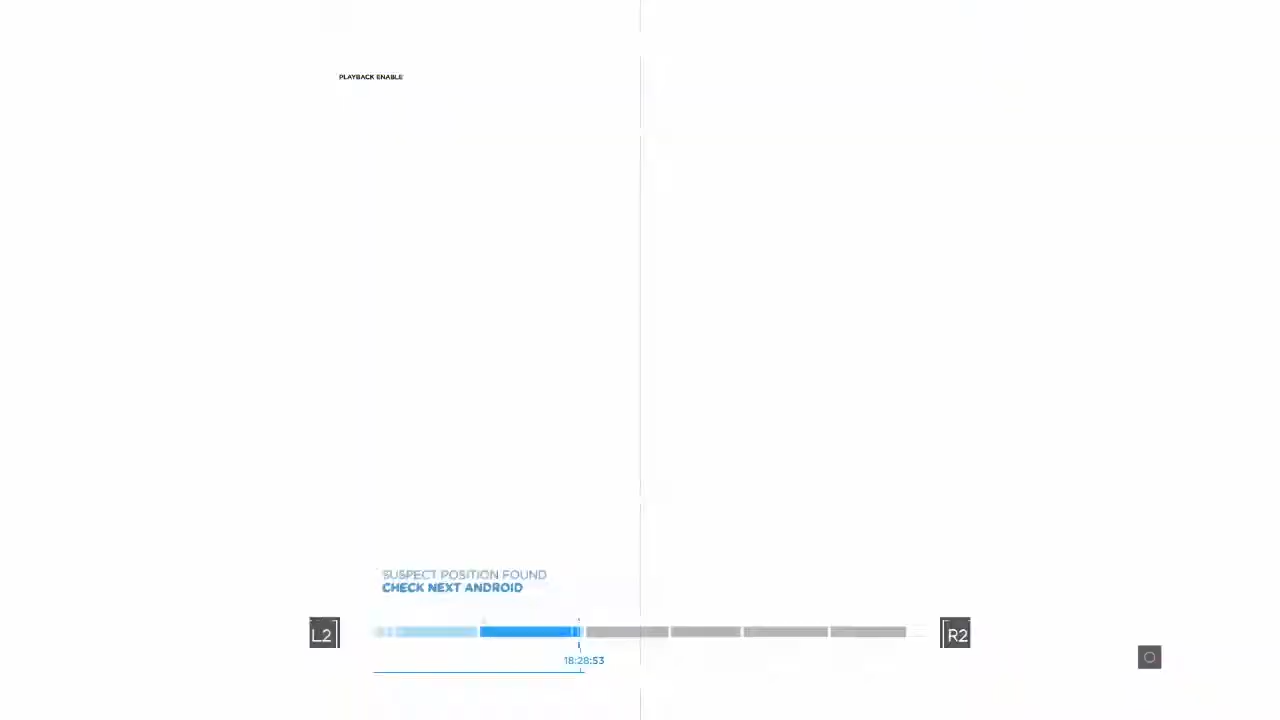 PLAYBACK ENABLE
SUSPECT POSITION FOUND
CHECK NEXT ANDROID
L2
R2
18:28:53